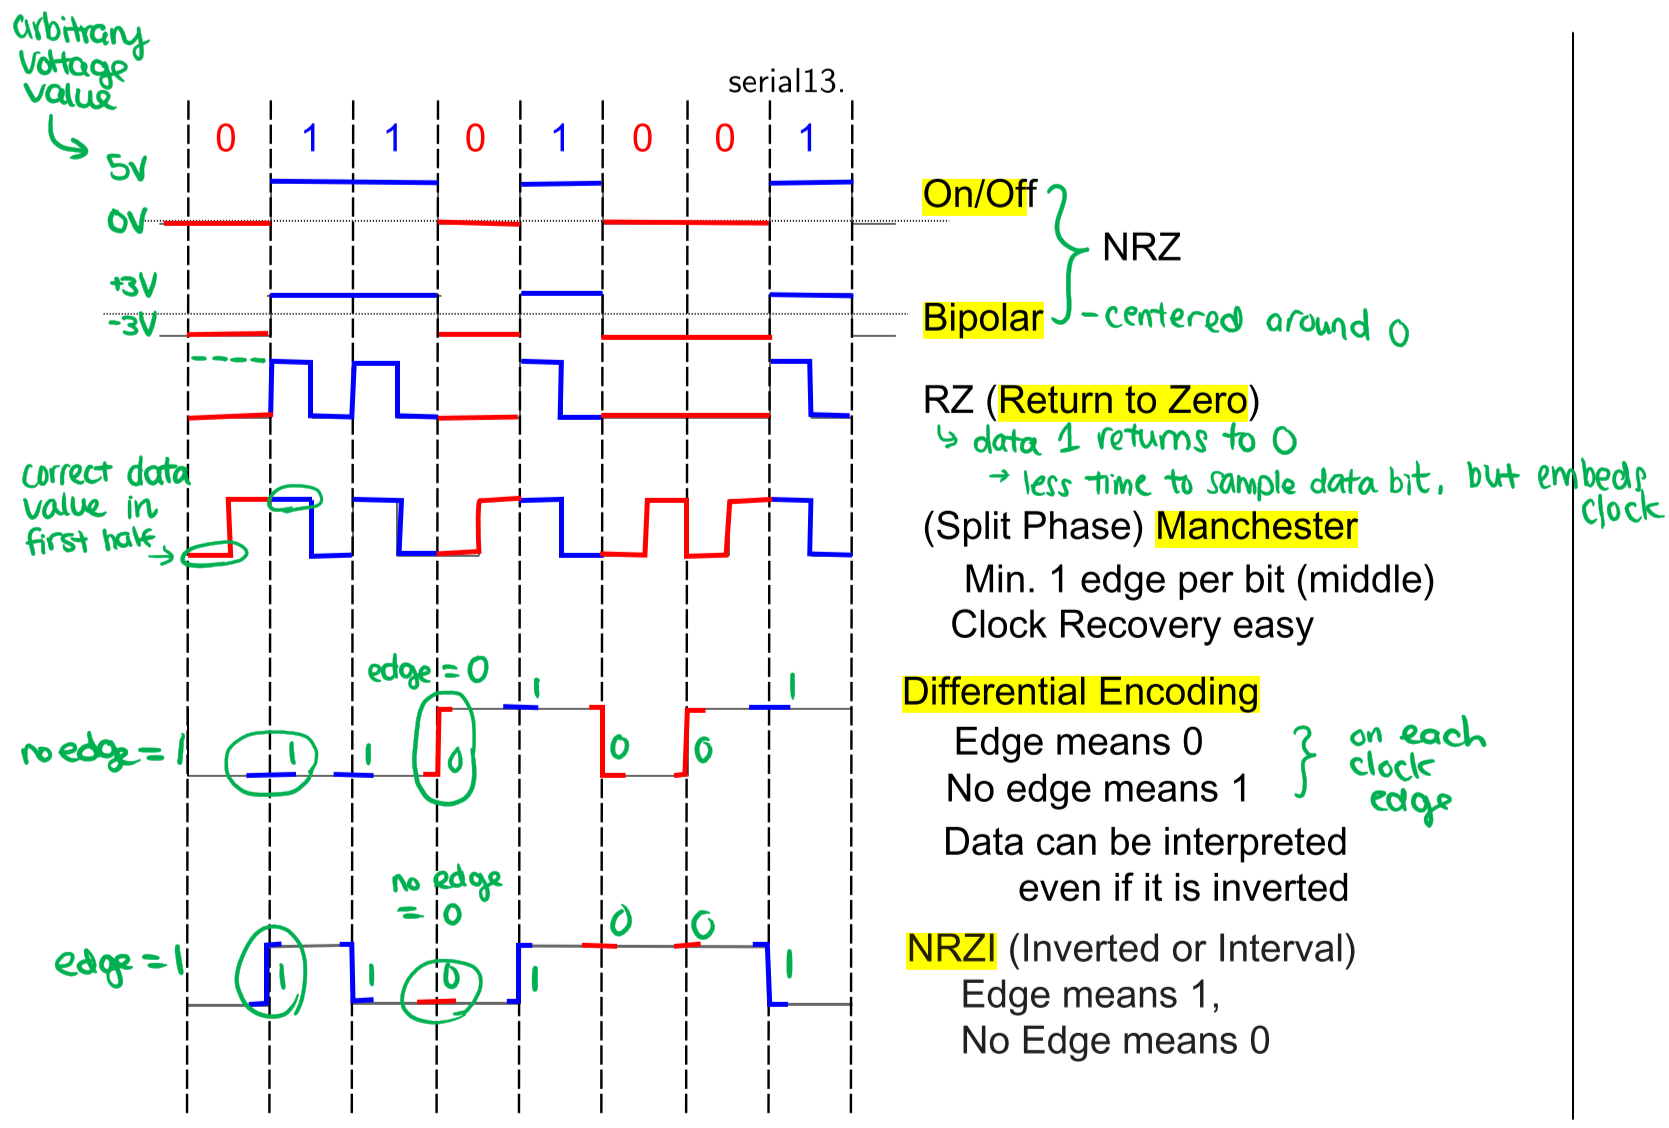 arbitrary
voltage
value
serial13.
0 1 1 0 1 0 0 1
5V
0V
On/Off
NRZ
+3V
-3V
Bipolar
- centered around 0
RZ (Return to Zero)
↳ data 1 returns to 0
→ less time to sample data bit, but embeds
clock
correct data
value in
first half →
(Split Phase) Manchester
Min. 1 edge per bit (middle)
Clock Recovery easy
edge = 0
no edge = 1
1 1 0 1 0 0 1
Differential Encoding
Edge means 0
No edge means 1
} on each
clock
edge
Data can be interpreted
even if it is inverted
no edge
= 0
edge = 1
1 1 0 1 0 0 1
NRZI (Inverted or Interval)
Edge means 1,
No Edge means 0